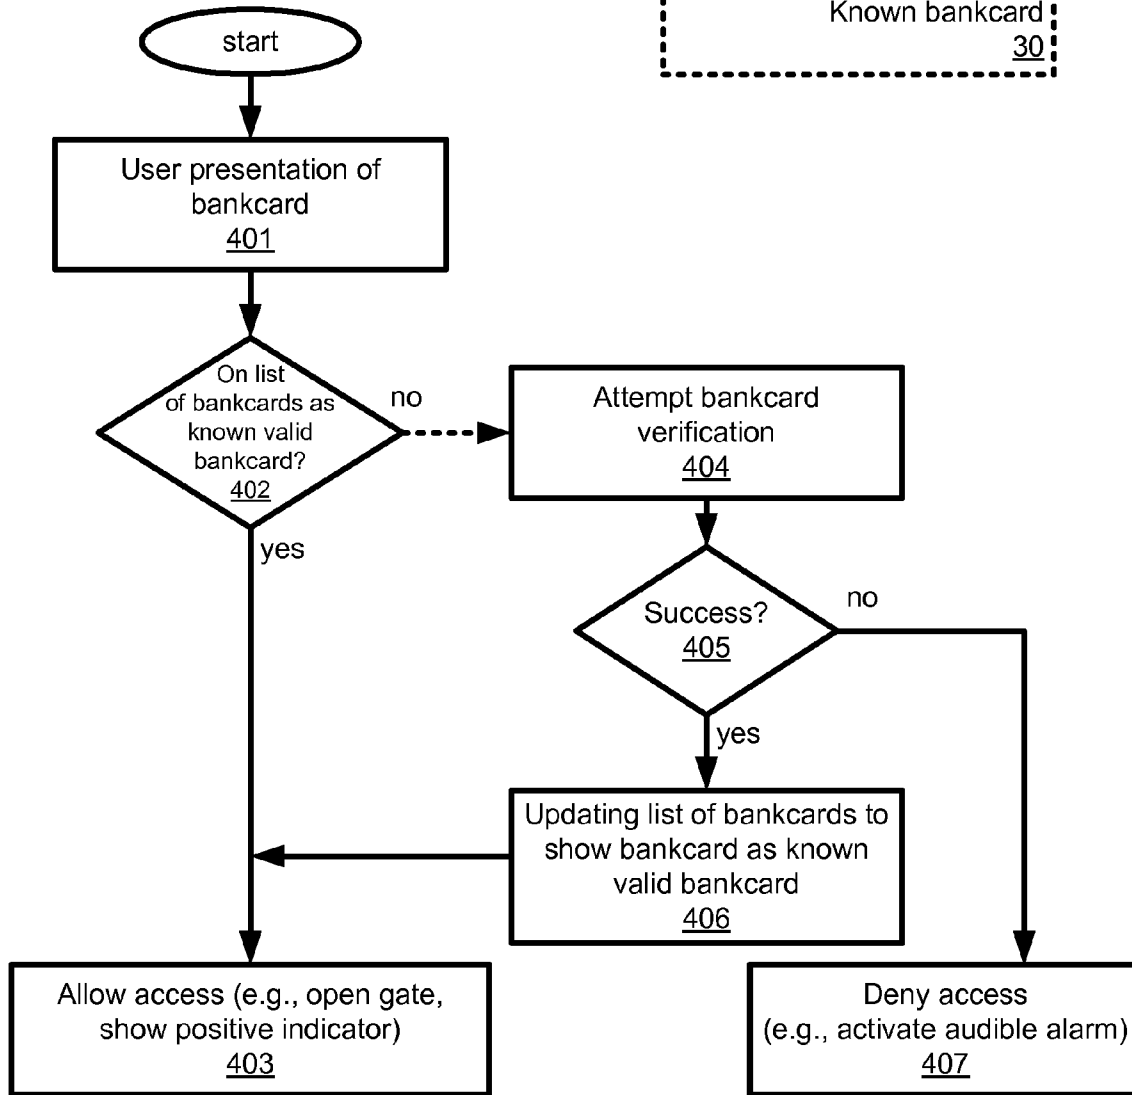 Known bankcard
30
start
User presentation of
bankcard
401
On list
of bankcards as
known valid
bankcard?
402
no
yes
Attempt bankcard
verification
404
Success?
405
no
yes
Updating list of bankcards to
show bankcard as known
valid bankcard
406
Allow access (e.g., open gate,
show positive indicator)
403
Deny access
(e.g., activate audible alarm)
407